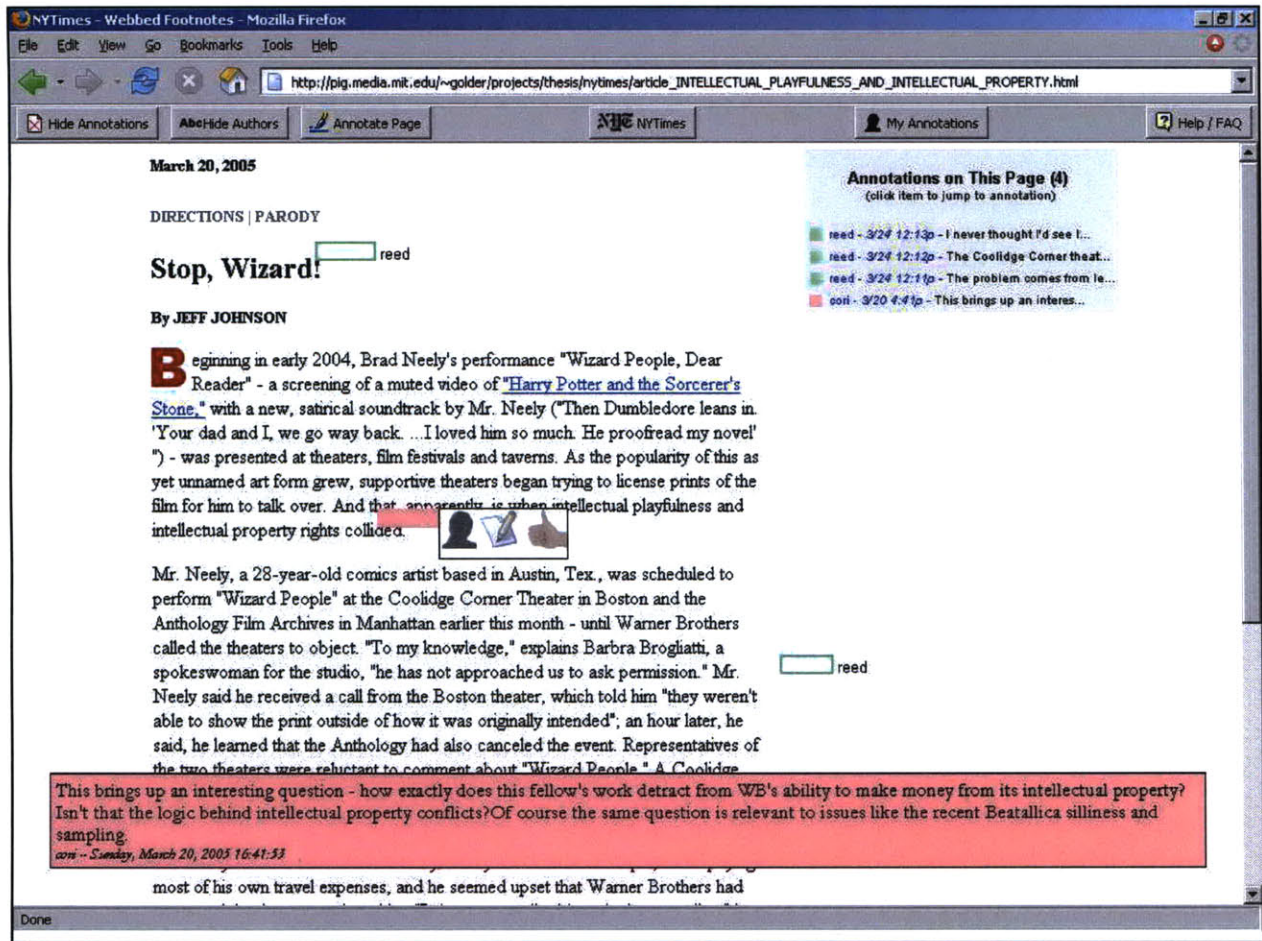 NYTimes - Webbed Footnotes - Mozilla Firefox
File Edit View Go Bookmarks Tools Help
http://pig.media.mit.edu/~golder/projects/thesis/nytimes/article_INTELLECTUAL_PLAYFULNESS_AND_INTELLECTUAL_PROPERTY.html
Hide Annotations Abc Hide Authors Annotate Page NYT NYTimes My Annotations Help / FAQ
March 20, 2005
DIRECTIONS | PARODY
reed
Stop, Wizard!
By JEFF JOHNSON
Beginning in early 2004, Brad Neely's performance "Wizard People, Dear
Reader" - a screening of a muted video of "Harry Potter and the Sorcerer's
Stone," with a new, satirical soundtrack by Mr. Neely ("Then Dumbledore leans in.
'Your dad and I, we go way back. ...I loved him so much. He proofread my novel'
") - was presented at theaters, film festivals and taverns. As the popularity of this as
yet unnamed art form grew, supportive theaters began trying to license prints of the
film for him to talk over. And that, apparently, is when intellectual playfulness and
intellectual property rights collided.
Mr. Neely, a 28-year-old comics artist based in Austin, Tex., was scheduled to
perform "Wizard People" at the Coolidge Corner Theater in Boston and the
Anthology Film Archives in Manhattan earlier this month - until Warner Brothers
called the theaters to object. "To my knowledge," explains Barbra Brogliatti, a
spokeswoman for the studio, "he has not approached us to ask permission." Mr.
Neely said he received a call from the Boston theater, which told him "they weren't
able to show the print outside of how it was originally intended"; an hour later, he
said, he learned that the Anthology had also canceled the event. Representatives of
the two theaters were reluctant to comment about "Wizard People." A Coolidge
reed
This brings up an interesting question - how exactly does this fellow's work detract from WB's ability to make money from its intellectual property?
Isn't that the logic behind intellectual property conflicts?Of course the same question is relevant to issues like the recent Beatallica silliness and
sampling.
cori -- Sunday, March 20, 2005 16:41:53
most of his own travel expenses, and he seemed upset that Warner Brothers had
Annotations on This Page (4)
(click item to jump to annotation)
reed - 3/24 12:13p - I never thought I'd see t...
reed - 3/24 12:12p - The Coolidge Corner theat...
reed - 3/24 12:11p - The problem comes from le...
cori - 3/20 4:41p - This brings up an interes...
Done